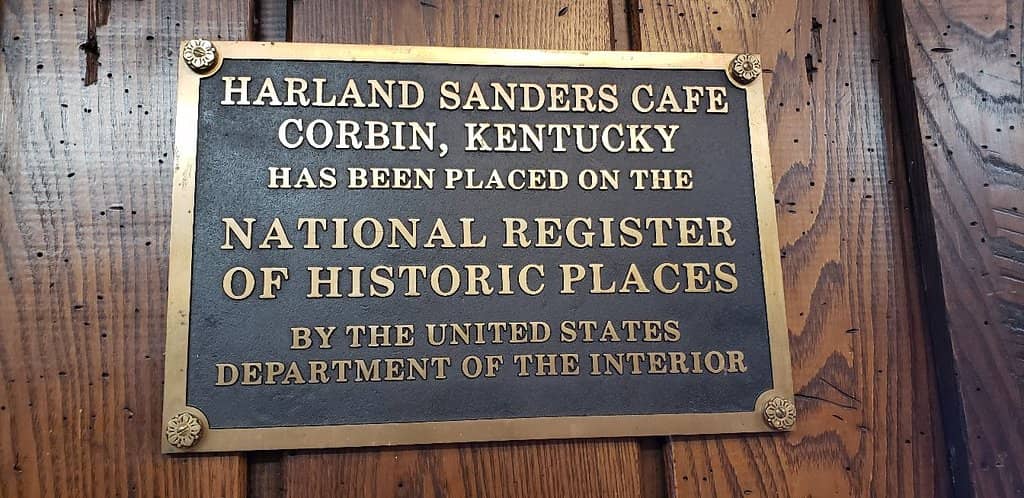 HARLAND SANDERS CAFE
CORBIN, KENTUCKY
HAS BEEN PLACED ON THE
NATIONAL REGISTER
OF HISTORIC PLACES
BY THE UNITED STATES
DEPARTMENT OF THE INTERIOR